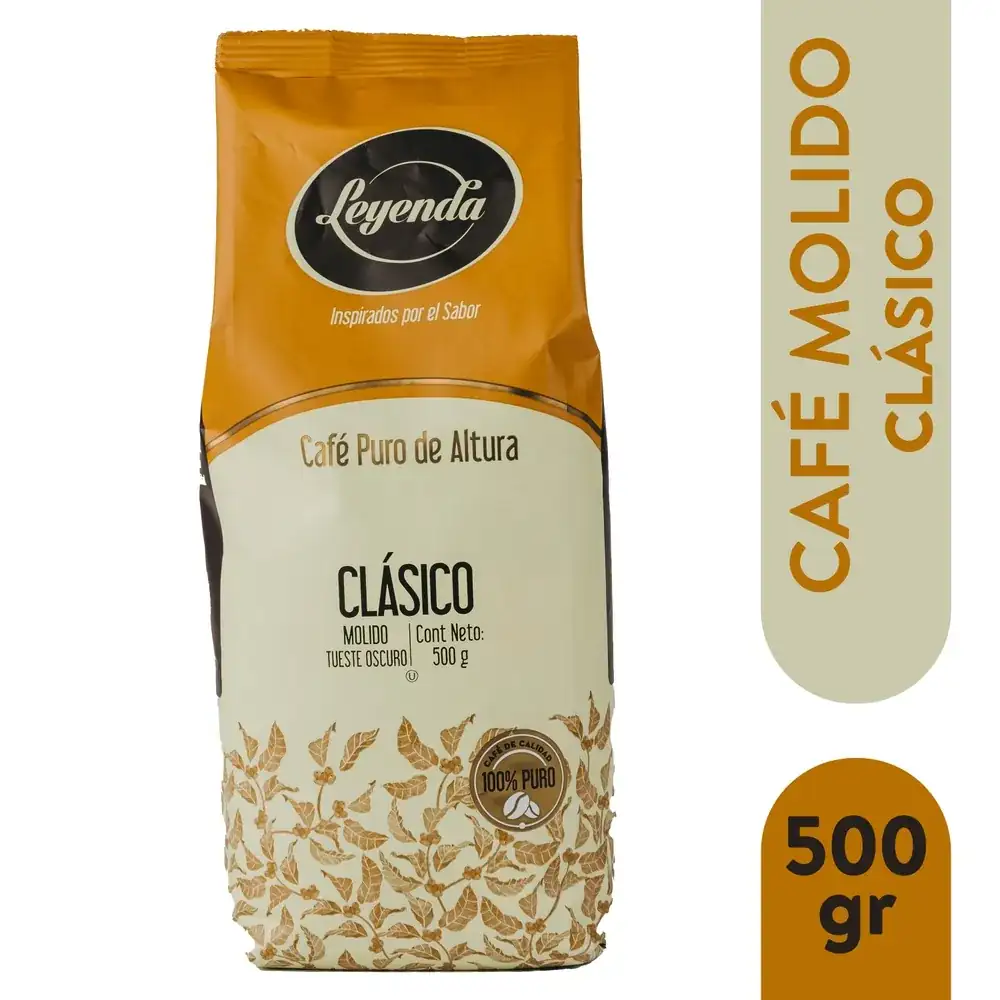 Leyenda
Inspirados por el Sabor
Café Puro de Altura
CLÁSICO
MOLIDO
TUESTE OSCURO
Cont Neto:
500 g
U
CAFÉ DE CALIDAD
100% PURO
CAFÉ MOLIDO
CLÁSICO
500
gr